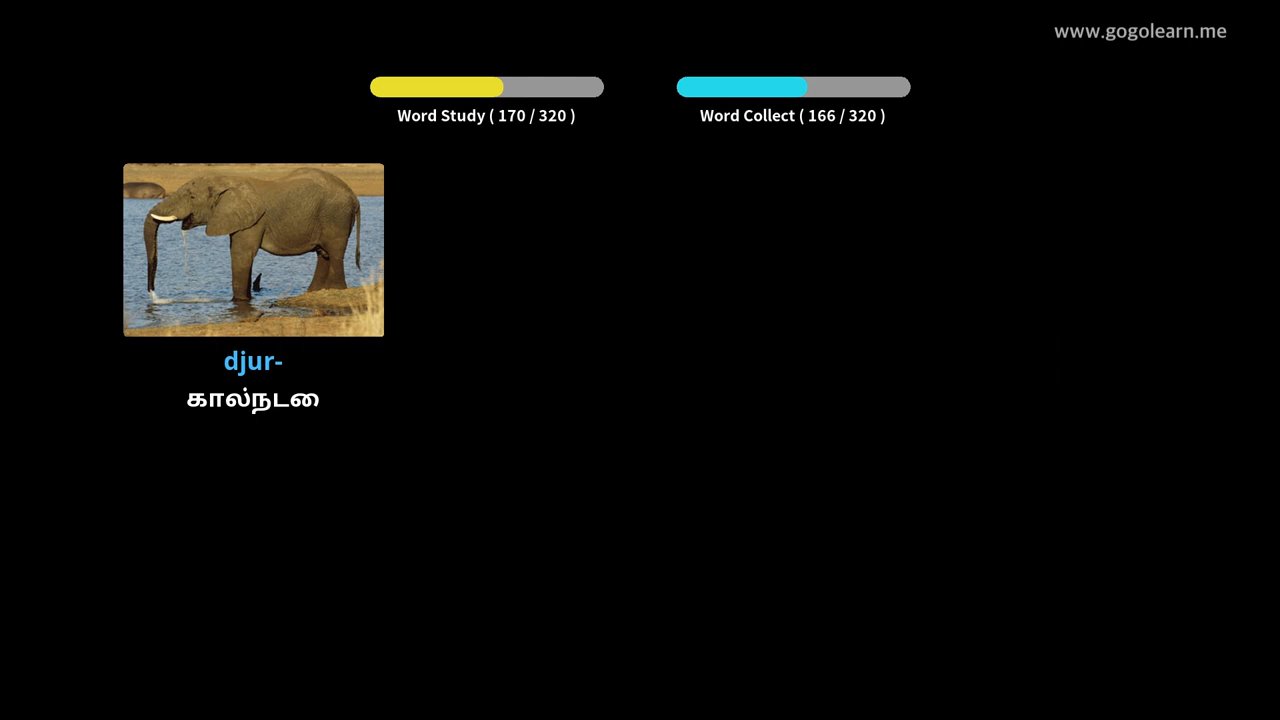 www.gogolearn.me
Word Study ( 170 / 320 )
Word Collect ( 166 / 320 )
djur-
கால்நடை